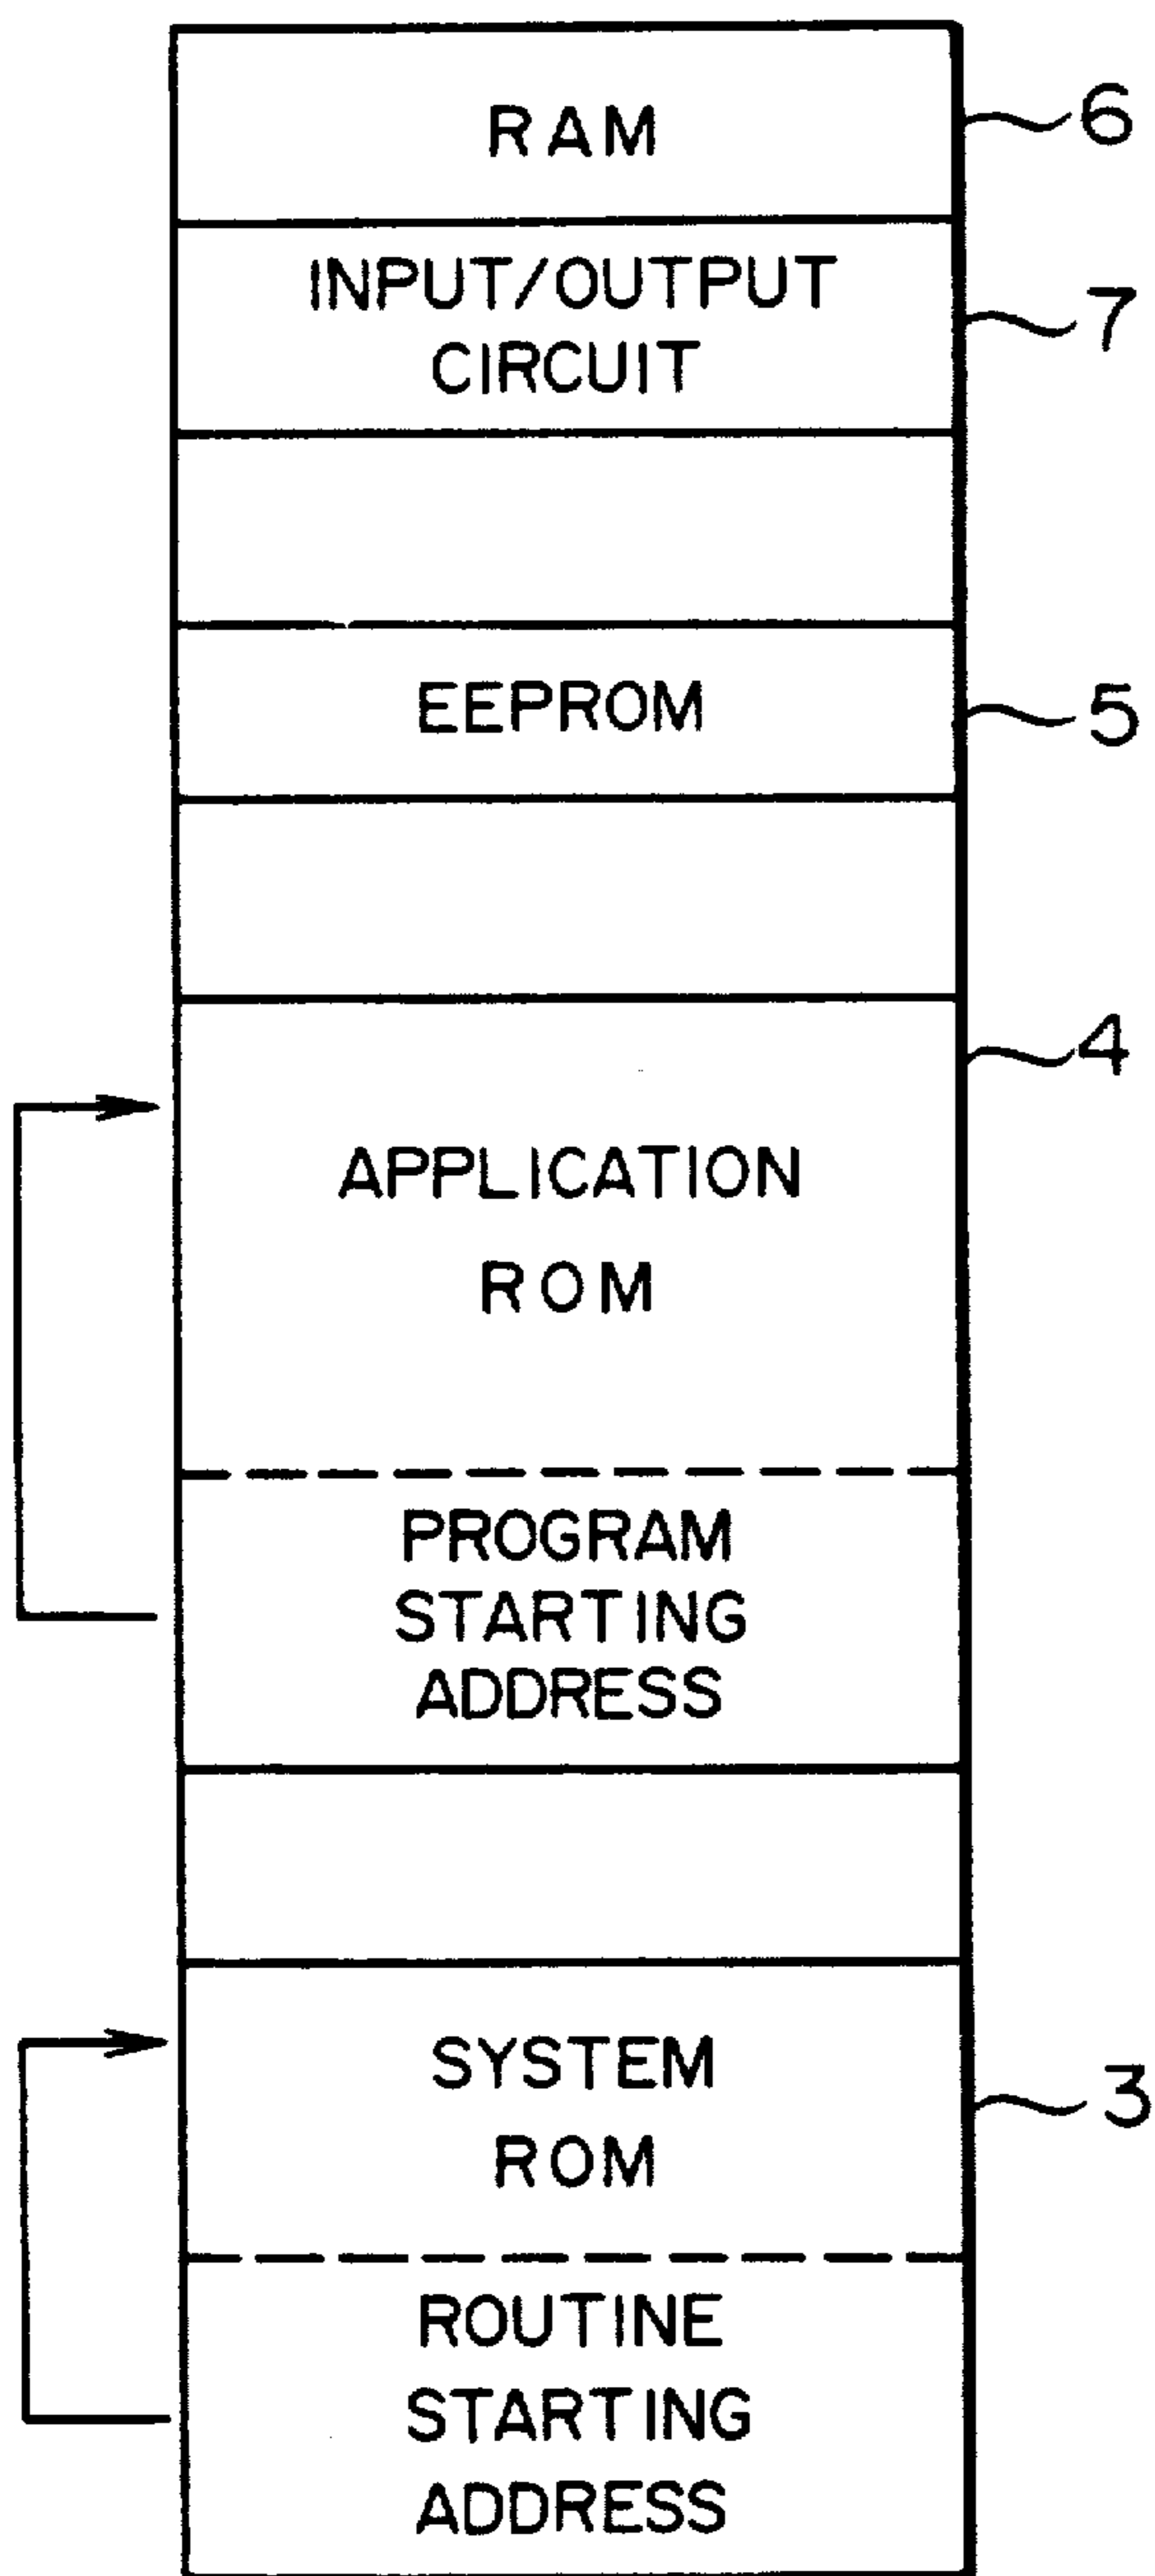 RAM
6
INPUT/OUTPUT
CIRCUIT
7
EEPROM
5
4
APPLICATION
ROM
PROGRAM
STARTING
ADDRESS
SYSTEM
ROM
3
ROUTINE
STARTING
ADDRESS